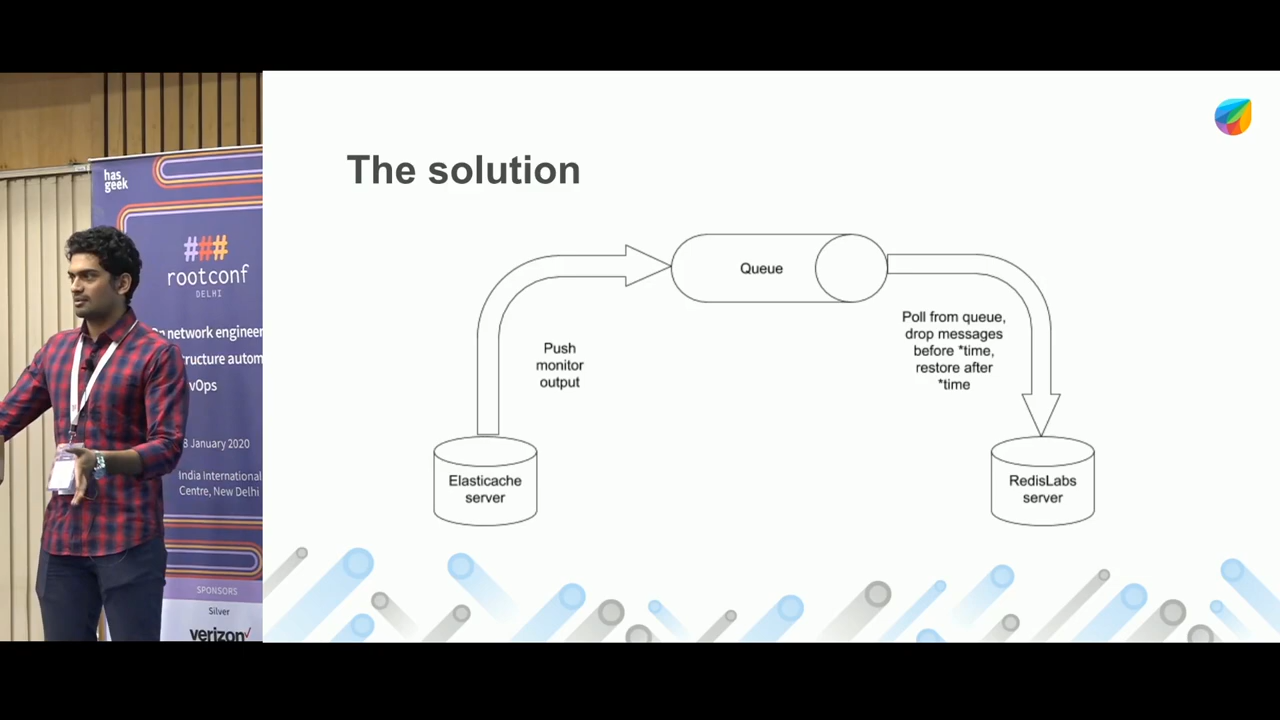 has
geek
###
rootconf
DELHI
network engineer
ructure autom
vOps
8 January 2020
India International
Centre, New Delhi
SPONSORS
Silver
verizon
The solution
Queue
Push
monitor
output
Poll from queue,
drop messages
before *time,
restore after
*time
Elasticache
server
RedisLabs
server